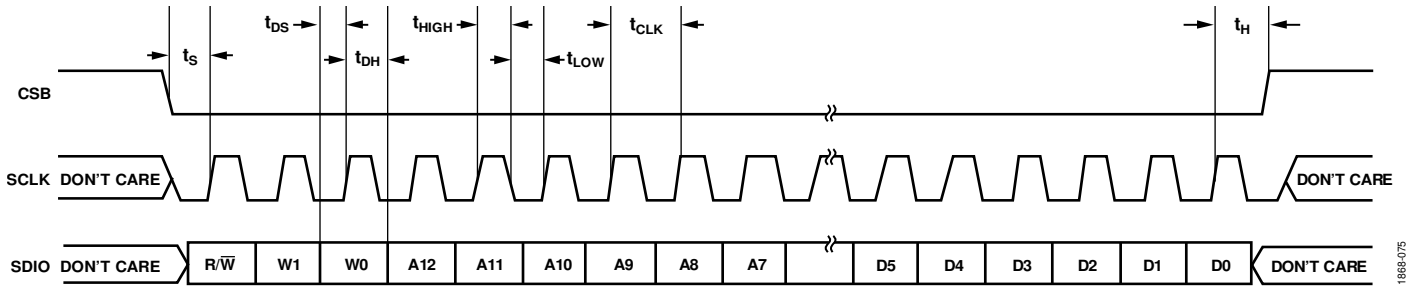 tDS tHIGH tCLK tH
tS tDH tLOW
CSB
SCLK DON'T CARE DON'T CARE
SDIO DON'T CARE R/W̅ W1 W0 A12 A11 A10 A9 A8 A7 D5 D4 D3 D2 D1 D0 DON'T CARE
1868-075